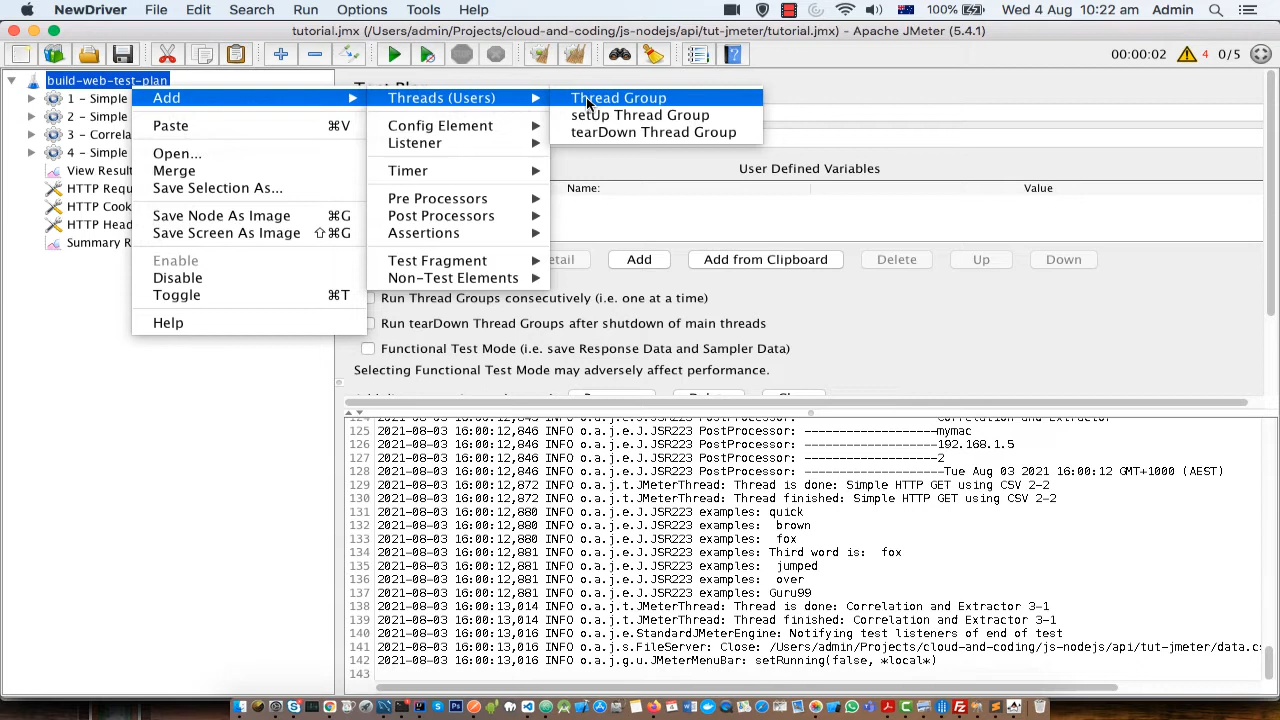 NewDriver File Edit Search Run Options Tools Help 100% Wed 4 Aug 10:22 am Admin
tutorial.jmx (/Users/admin/Projects/cloud-and-coding/js-nodejs/api/tut-jmeter/tutorial.jmx) - Apache JMeter (5.4.1)
00:00:02 4 0/5
build-web-test-plan
1 - Simple
2 - Simple
3 - Correla
4 - Simple
View Result
HTTP Requ
HTTP Cook
HTTP Head
Summary R
Add
Paste ⌘V
Open...
Merge
Save Selection As...
Save Node As Image ⌘G
Save Screen As Image ⇧⌘G
Enable
Disable
Toggle ⌘T
Help
Threads (Users)
Config Element
Listener
Timer
Pre Processors
Post Processors
Assertions
Test Fragment
Non-Test Elements
Thread Group
setUp Thread Group
tearDown Thread Group
User Defined Variables
Name: Value
etail Add Add from Clipboard Delete Up Down
Run Thread Groups consecutively (i.e. one at a time)
Run tearDown Thread Groups after shutdown of main threads
Functional Test Mode (i.e. save Response Data and Sampler Data)
Selecting Functional Test Mode may adversely affect performance.
125 2021-08-03 16:00:12,846 INFO o.a.j.e.J.JSR223 PostProcessor: --------------------mymac
126 2021-08-03 16:00:12,846 INFO o.a.j.e.J.JSR223 PostProcessor: --------------------192.168.1.5
127 2021-08-03 16:00:12,846 INFO o.a.j.e.J.JSR223 PostProcessor: --------------------2
128 2021-08-03 16:00:12,846 INFO o.a.j.e.J.JSR223 PostProcessor: ---------------------Tue Aug 03 2021 16:00:12 GMT+1000 (AEST)
129 2021-08-03 16:00:12,872 INFO o.a.j.t.JMeterThread: Thread is done: Simple HTTP GET using CSV 2-2
130 2021-08-03 16:00:12,872 INFO o.a.j.t.JMeterThread: Thread finished: Simple HTTP GET using CSV 2-2
131 2021-08-03 16:00:12,880 INFO o.a.j.e.J.JSR223 examples: quick
132 2021-08-03 16:00:12,880 INFO o.a.j.e.J.JSR223 examples: brown
133 2021-08-03 16:00:12,880 INFO o.a.j.e.J.JSR223 examples: fox
134 2021-08-03 16:00:12,881 INFO o.a.j.e.J.JSR223 examples: Third word is: fox
135 2021-08-03 16:00:12,881 INFO o.a.j.e.J.JSR223 examples: jumped
136 2021-08-03 16:00:12,881 INFO o.a.j.e.J.JSR223 examples: over
137 2021-08-03 16:00:12,881 INFO o.a.j.e.J.JSR223 examples: Guru99
138 2021-08-03 16:00:13,014 INFO o.a.j.t.JMeterThread: Thread is done: Correlation and Extractor 3-1
139 2021-08-03 16:00:13,014 INFO o.a.j.t.JMeterThread: Thread finished: Correlation and Extractor 3-1
140 2021-08-03 16:00:13,016 INFO o.a.j.e.StandardJMeterEngine: Notifying test listeners of end of test
141 2021-08-03 16:00:13,016 INFO o.a.j.s.FileServer: Close: /Users/admin/Projects/cloud-and-coding/js-nodejs/api/tut-jmeter/data.c
142 2021-08-03 16:00:13,016 INFO o.a.j.g.u.JMeterMenuBar: setRunning(false, *local*)
143